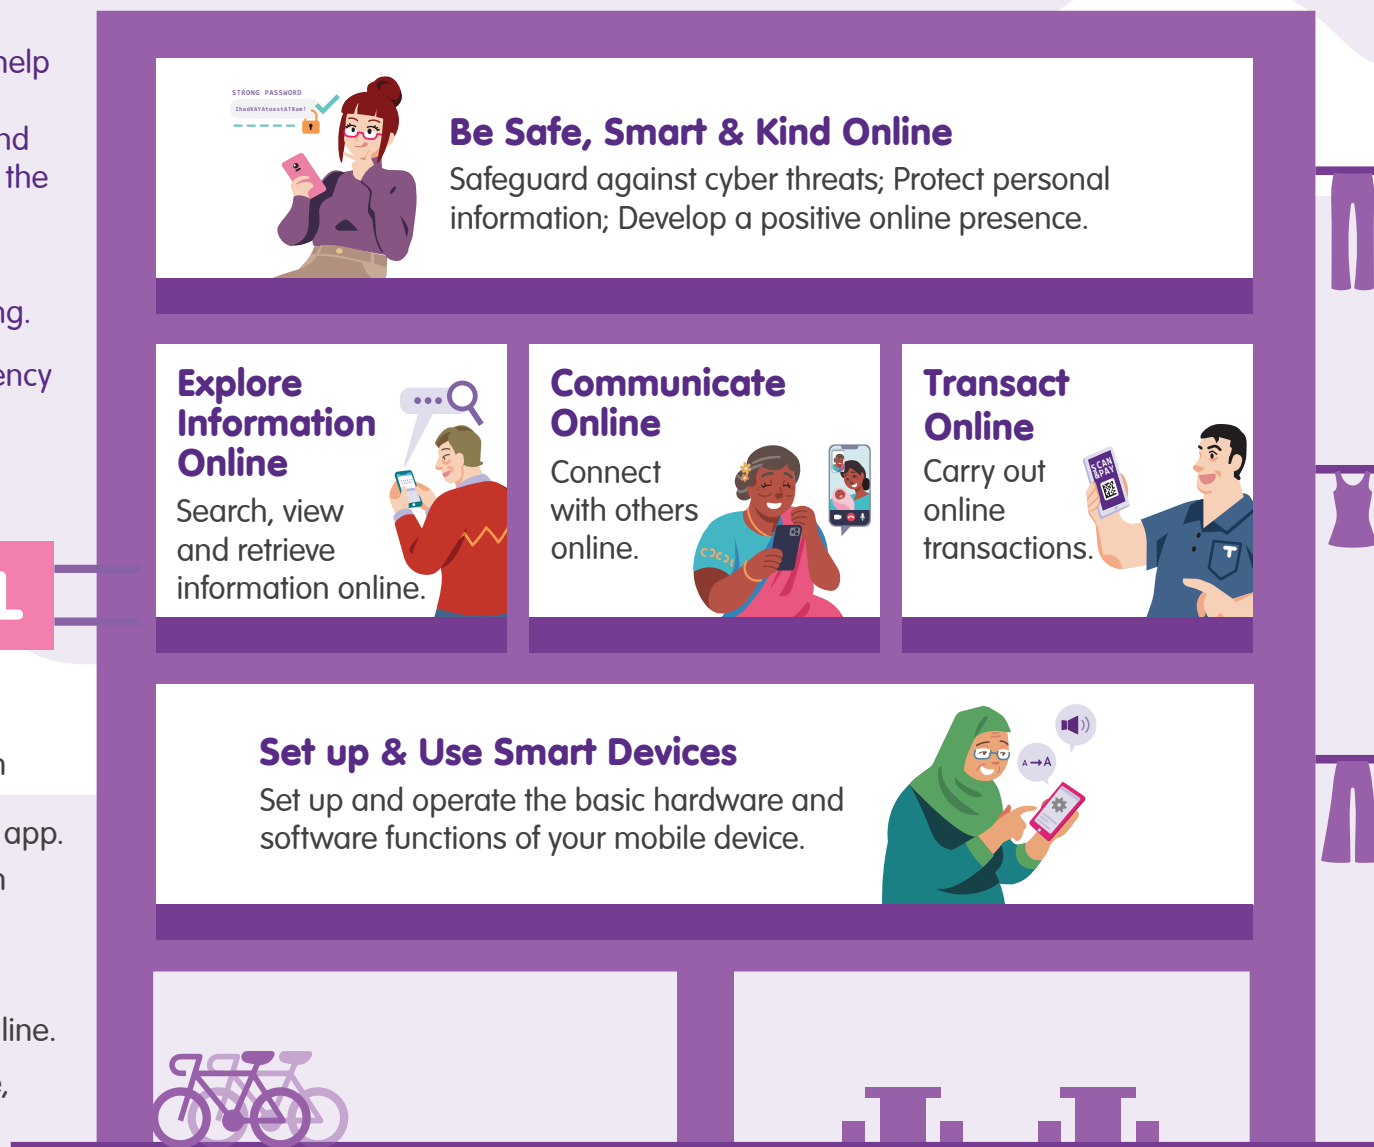 help
nd
the
ng.
ency
1
n
app.
n
line.
e,
STRONG PASSWORD
IhadKAYAtoastAT8am!
Be Safe, Smart & Kind Online
Safeguard against cyber threats; Protect personal
information; Develop a positive online presence.
Explore
Information
Online
Search, view
and retrieve
information online.
Communicate
Online
Connect
with others
online.
Transact
Online
Carry out
online
transactions.
SCAN
&PAY
T
Set up & Use Smart Devices
Set up and operate the basic hardware and
software functions of your mobile device.
A→A